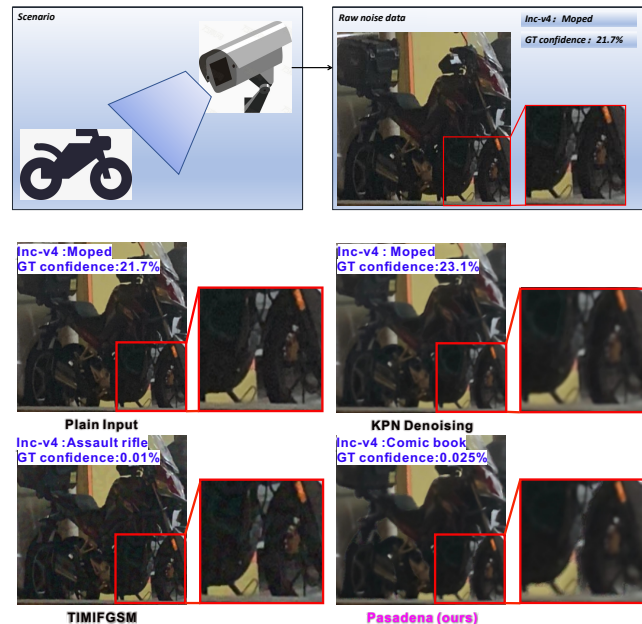 Scenario
Raw noise data
Inc-v4： Moped
GT confidence：21.7%
Inc-v4 :Moped
GT confidence:21.7%
Inc-v4 : Moped
GT confidence:23.1%
Plain Input
KPN Denoising
Inc-v4 :Assault rifle
GT confidence:0.01%
Inc-v4 :Comic book
GT confidence:0.025%
TIMIFGSM
Pasadena (ours)